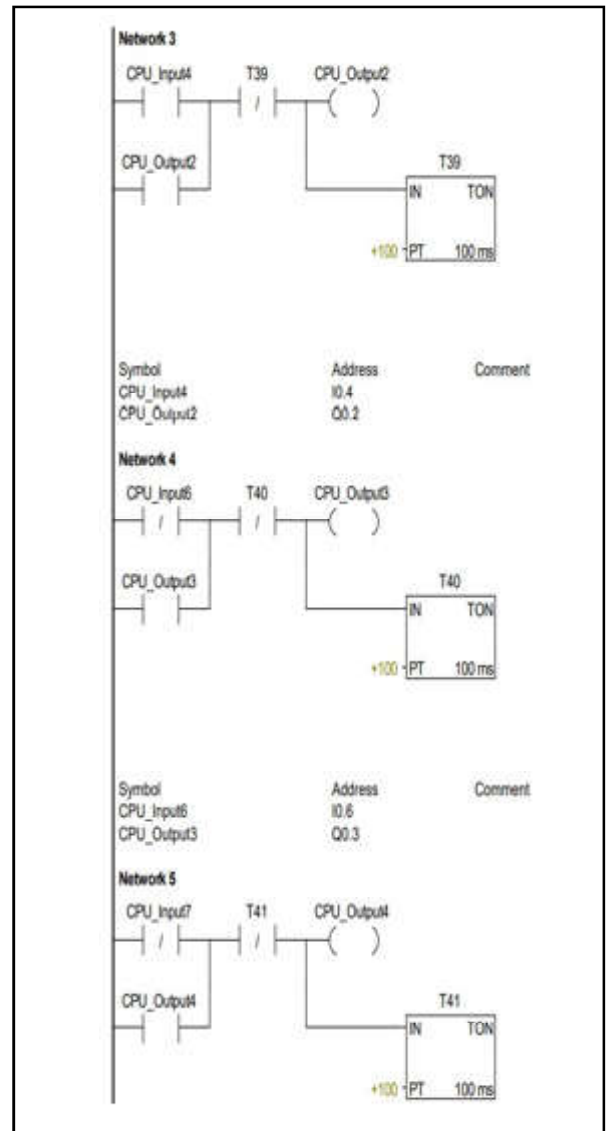 Network 3
CPU_Input4 T39 CPU_Output2
/
CPU_Output2
T39
IN TON
+100 PT 100 ms
Symbol Address Comment
CPU_Input4 I0.4
CPU_Output2 Q0.2
Network 4
CPU_Input6 T40 CPU_Output3
/ /
CPU_Output3
T40
IN TON
+100 PT 100 ms
Symbol Address Comment
CPU_Input6 I0.6
CPU_Output3 Q0.3
Network 5
CPU_Input7 T41 CPU_Output4
/ /
CPU_Output4
T41
IN TON
+100 PT 100 ms